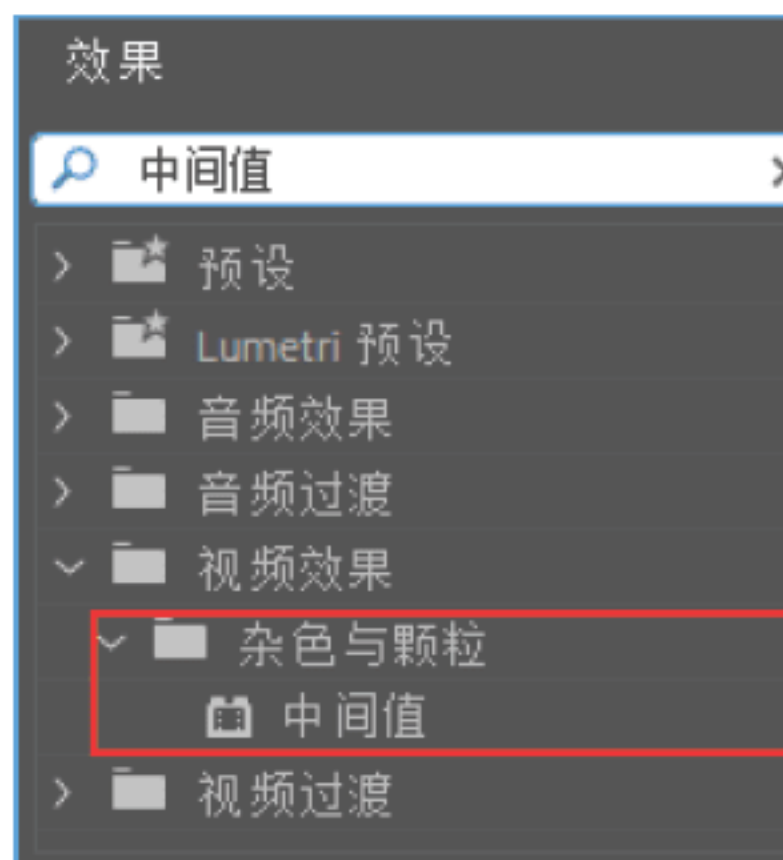 效果
中间值
预设
Lumetri 预设
音频效果
音频过渡
视频效果
杂色与颗粒
中间值
视频过渡